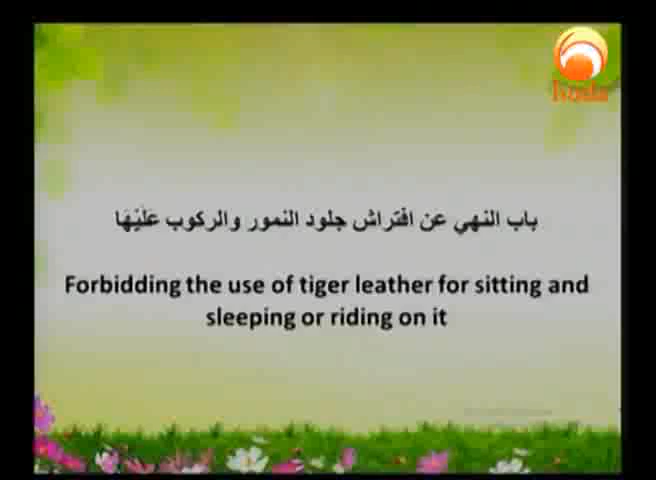 huda
باب النهي عن افتراش جلود النمور والركوب عَلَيْهَا
Forbidding the use of tiger leather for sitting and
sleeping or riding on it